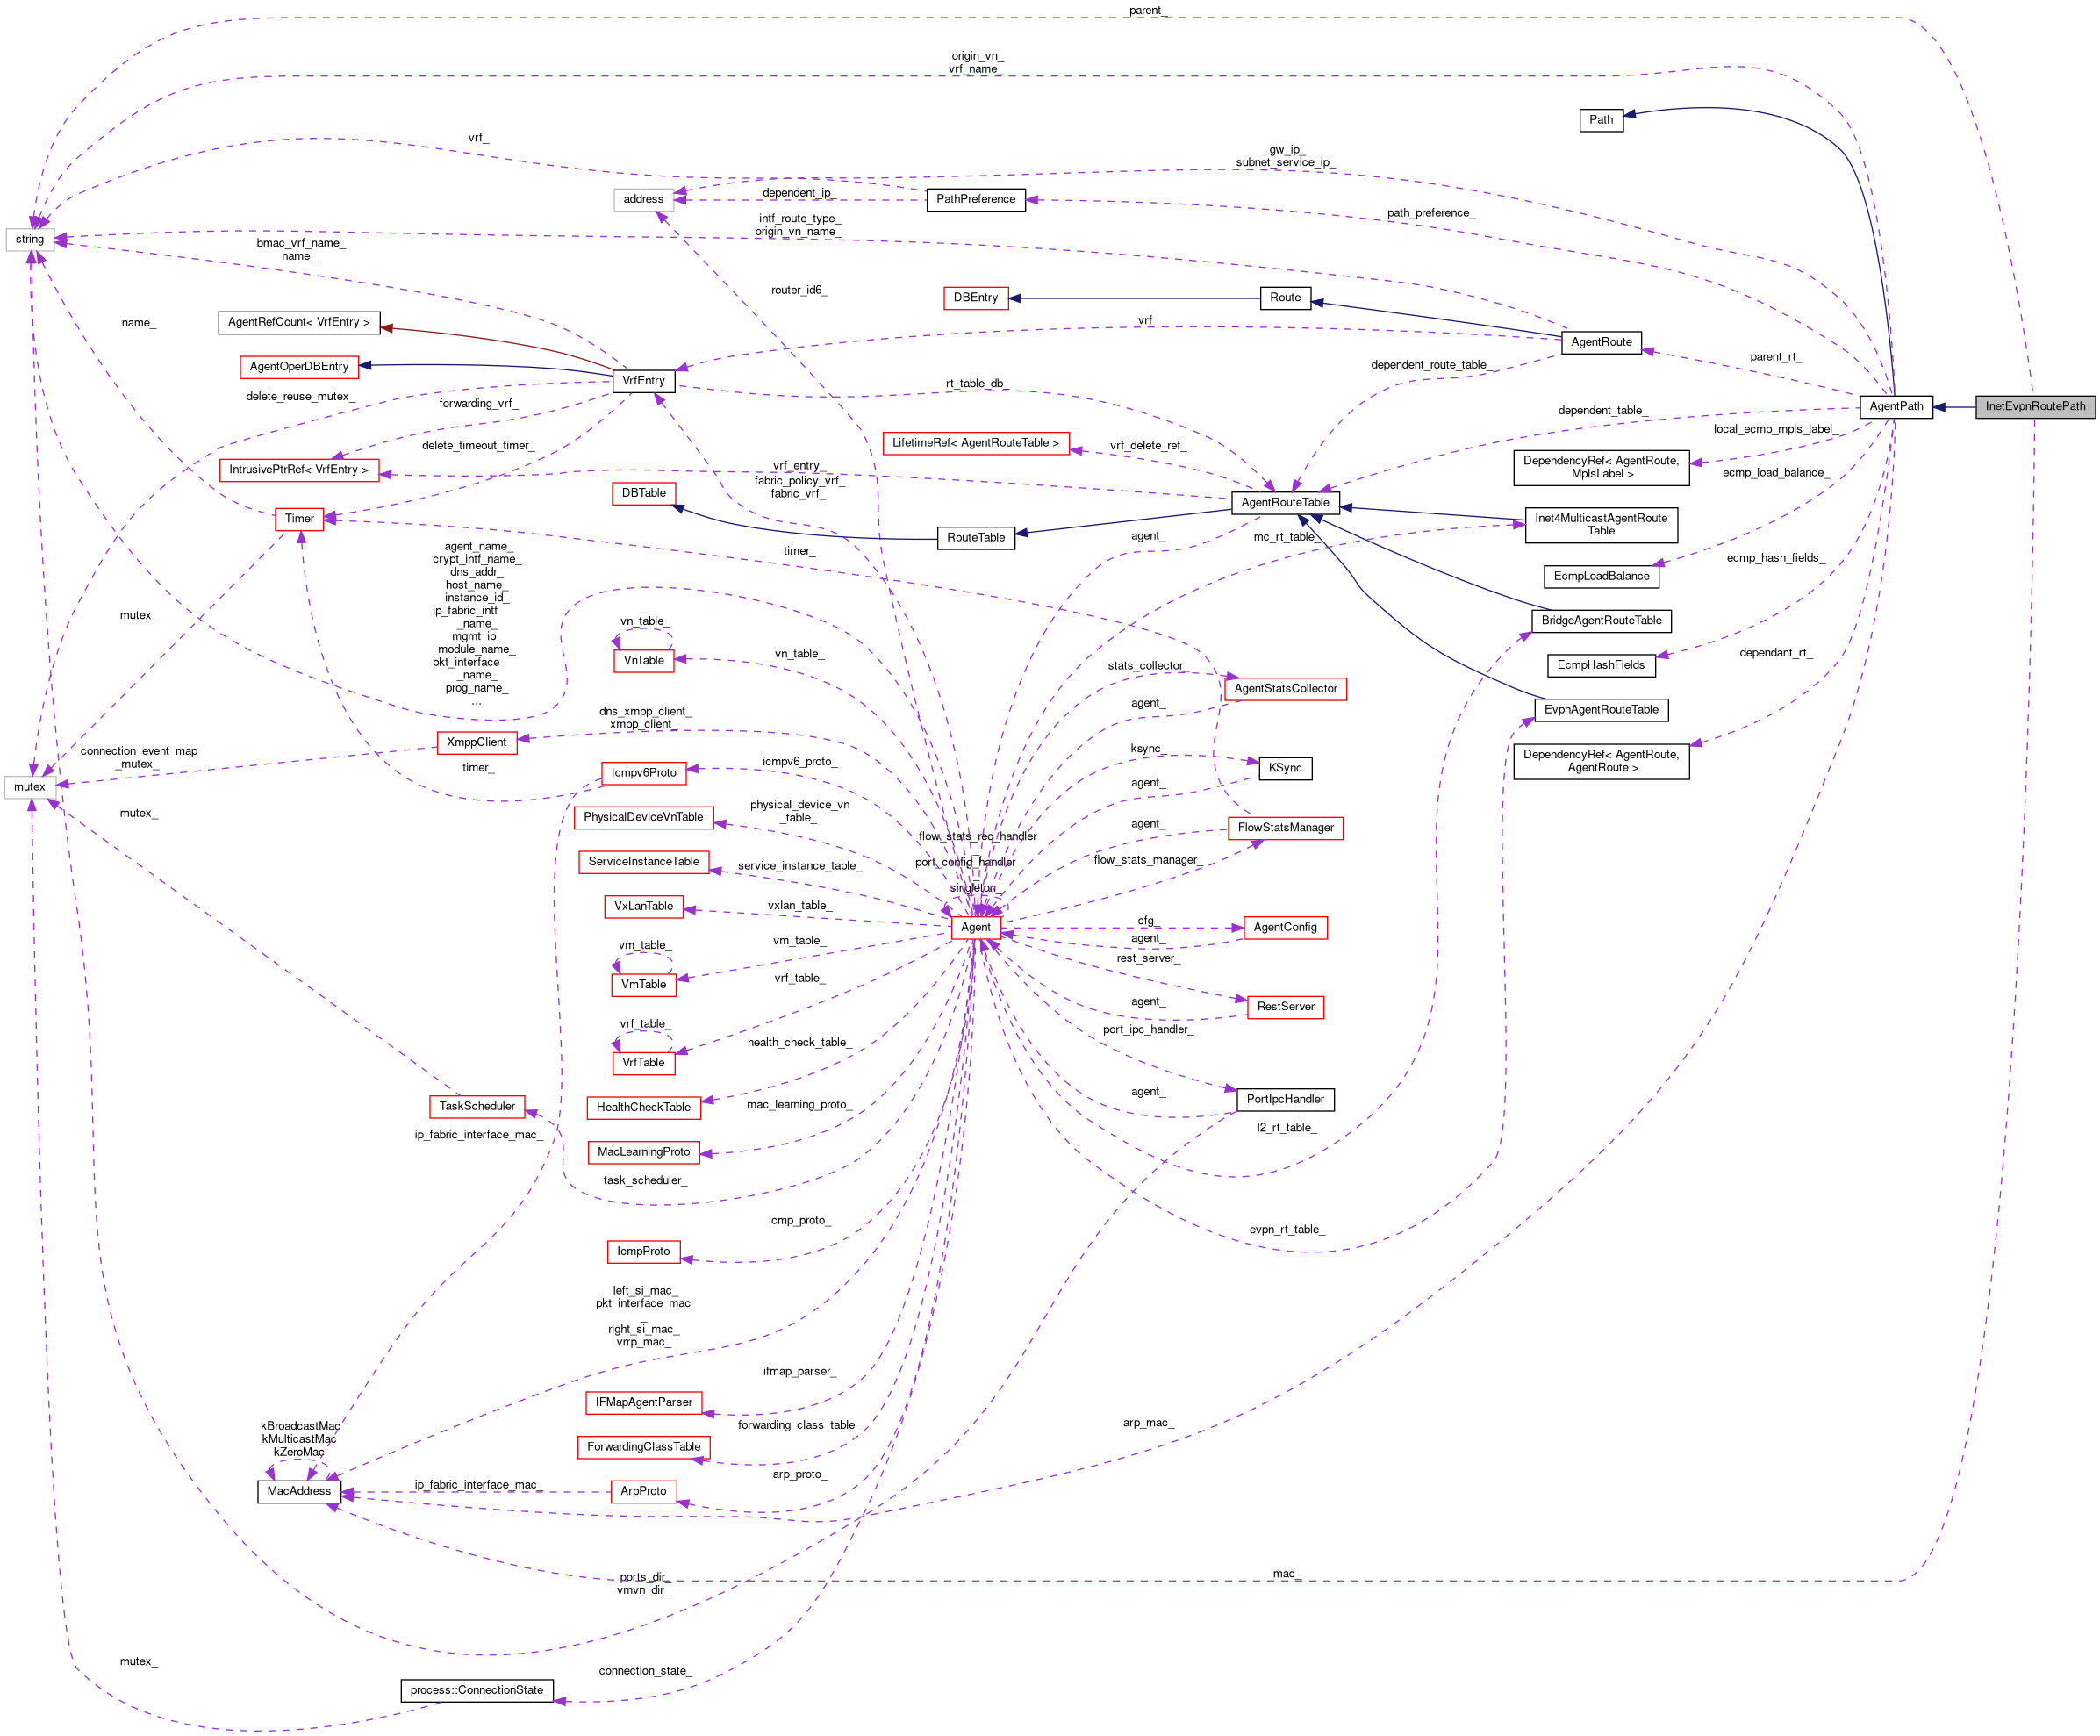 parent_
origin_vn_
vrf_name_
Path
vrf_
gw_ip_
subnet_service_ip_
address
dependent_ip_
PathPreference
path_preference_
string
intf_route_type_
origin_vn_name_
bmac_vrf_name_
name_
router_id6_
DBEntry
Route
name_
AgentRefCount< VrfEntry >
vrf_
AgentRoute
AgentOperDBEntry
VrfEntry
dependent_route_table_
parent_rt_
delete_reuse_mutex_
forwarding_vrf_
rt_table_db_
AgentPath
InetEvpnRoutePath
dependent_table_
local_ecmp_mpls_label_
delete_timeout_timer_
LifetimeRef< AgentRouteTable >
vrf_delete_ref_
IntrusivePtrRef< VrfEntry >
vrf_entry_
fabric_policy_vrf_
fabric_vrf_
DependencyRef< AgentRoute,
MplsLabel >
ecmp_load_balance_
DBTable
AgentRouteTable
Timer
RouteTable
Inet4MulticastAgentRoute
Table
agent_name_
crypt_intf_name_
dns_addr_
host_name_
instance_id_
ip_fabric_intf
_name_
mgmt_ip_
module_name_
pkt_interface
_name_
prog_name_
...
timer_
agent_
mc_rt_table_
EcmpLoadBalance
ecmp_hash_fields_
mutex_
vn_table_
VnTable
vn_table_
BridgeAgentRouteTable
EcmpHashFields
dependant_rt_
stats_collector_
AgentStatsCollector
agent_
EvpnAgentRouteTable
dns_xmpp_client_
xmpp_client_
XmppClient
connection_event_map
_mutex_
mutex
timer_
Icmpv6Proto
icmpv6_proto_
ksync_
KSync
agent_
DependencyRef< AgentRoute,
AgentRoute >
mutex_
PhysicalDeviceVnTable
physical_device_vn
_table_
flow_stats_req_handler
_
port_config_handler
_
singleton_
agent_
FlowStatsManager
flow_stats_manager_
ServiceInstanceTable
service_instance_table_
VxLanTable
vxlan_table_
Agent
cfg_
AgentConfig
agent_
vm_table_
VmTable
vm_table_
rest_server_
vrf_table_
agent_
RestServer
vrf_table_
VrfTable
port_ipc_handler_
health_check_table_
HealthCheckTable
agent_
PortIpcHandler
TaskScheduler
mac_learning_proto_
ip_fabric_interface_mac_
MacLearningProto
l2_rt_table_
task_scheduler_
icmp_proto_
IcmpProto
evpn_rt_table_
left_si_mac_
pkt_interface_mac
_
right_si_mac_
vrrp_mac_
ifmap_parser_
IFMapAgentParser
kBroadcastMac
kMulticastMac
kZeroMac
MacAddress
forwarding_class_table_
ForwardingClassTable
arp_mac_
ip_fabric_interface_mac_
ArpProto
arp_proto_
ports_dir_
vmvn_dir_
mac_
mutex_
process::ConnectionState
connection_state_